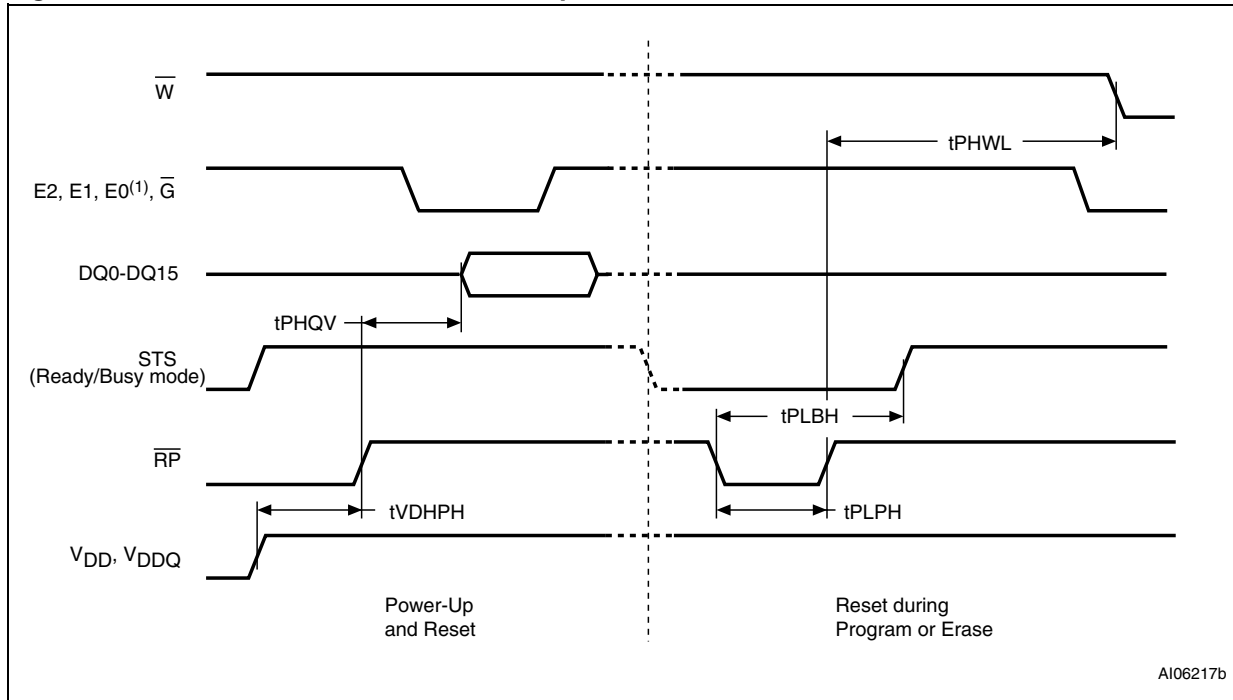 W
tPHWL
E2, E1, E0(1), G
DQ0-DQ15
tPHQV
STS
(Ready/Busy mode)
tPLBH
RP
tVDHPH
tPLPH
VDD, VDDQ
Power-Up
and Reset
Reset during
Program or Erase
AI06217b